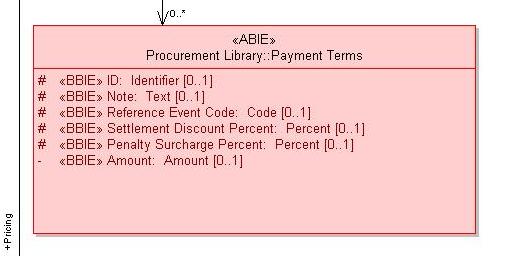 0..*
«ABIE»
Procurement Library::Payment Terms
# «BBIE» ID: Identifier [0..1]
# «BBIE» Note: Text [0..1]
# «BBIE» Reference Event Code: Code [0..1]
# «BBIE» Settlement Discount Percent: Percent [0..1]
# «BBIE» Penalty Surcharge Percent: Percent [0..1]
- «BBIE» Amount: Amount [0..1]
+Pricing